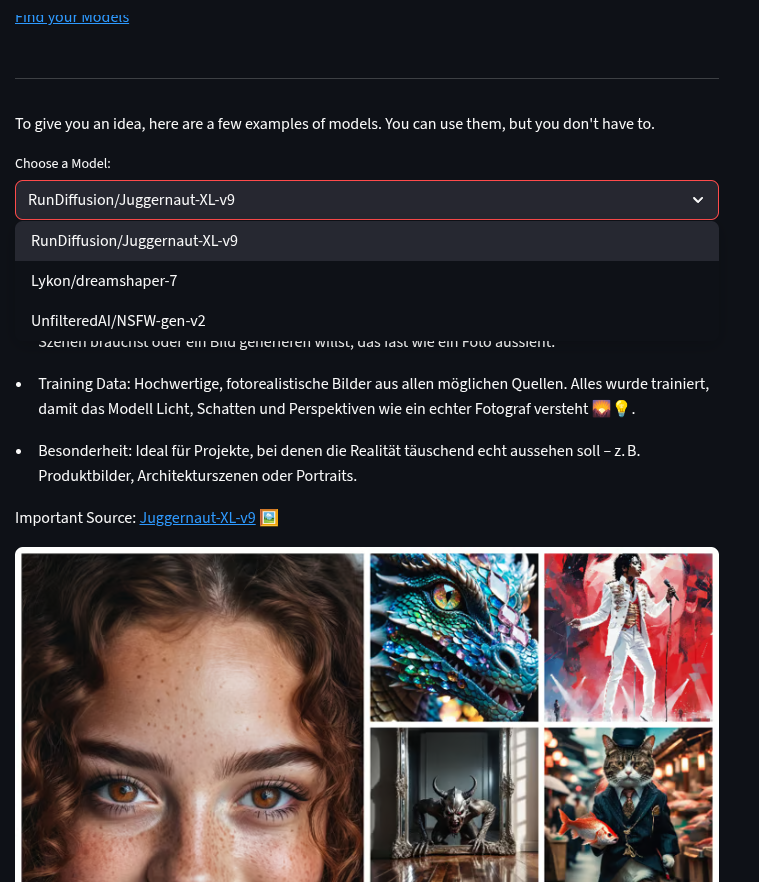 Find your Models
To give you an idea, here are a few examples of models. You can use them, but you don't have to.
Choose a Model:
RunDiffusion/Juggernaut-XL-v9
RunDiffusion/Juggernaut-XL-v9
Lykon/dreamshaper-7
UnfilteredAI/NSFW-gen-v2
Szenen brauchst oder ein Bild generieren willst, das fast wie ein Foto aussieht.
• Training Data: Hochwertige, fotorealistische Bilder aus allen möglichen Quellen. Alles wurde trainiert,
damit das Modell Licht, Schatten und Perspektiven wie ein echter Fotograf versteht 🌄💡.
• Besonderheit: Ideal für Projekte, bei denen die Realität täuschend echt aussehen soll – z. B.
Produktbilder, Architekturszenen oder Portraits.
Important Source: Juggernaut-XL-v9 🖼️